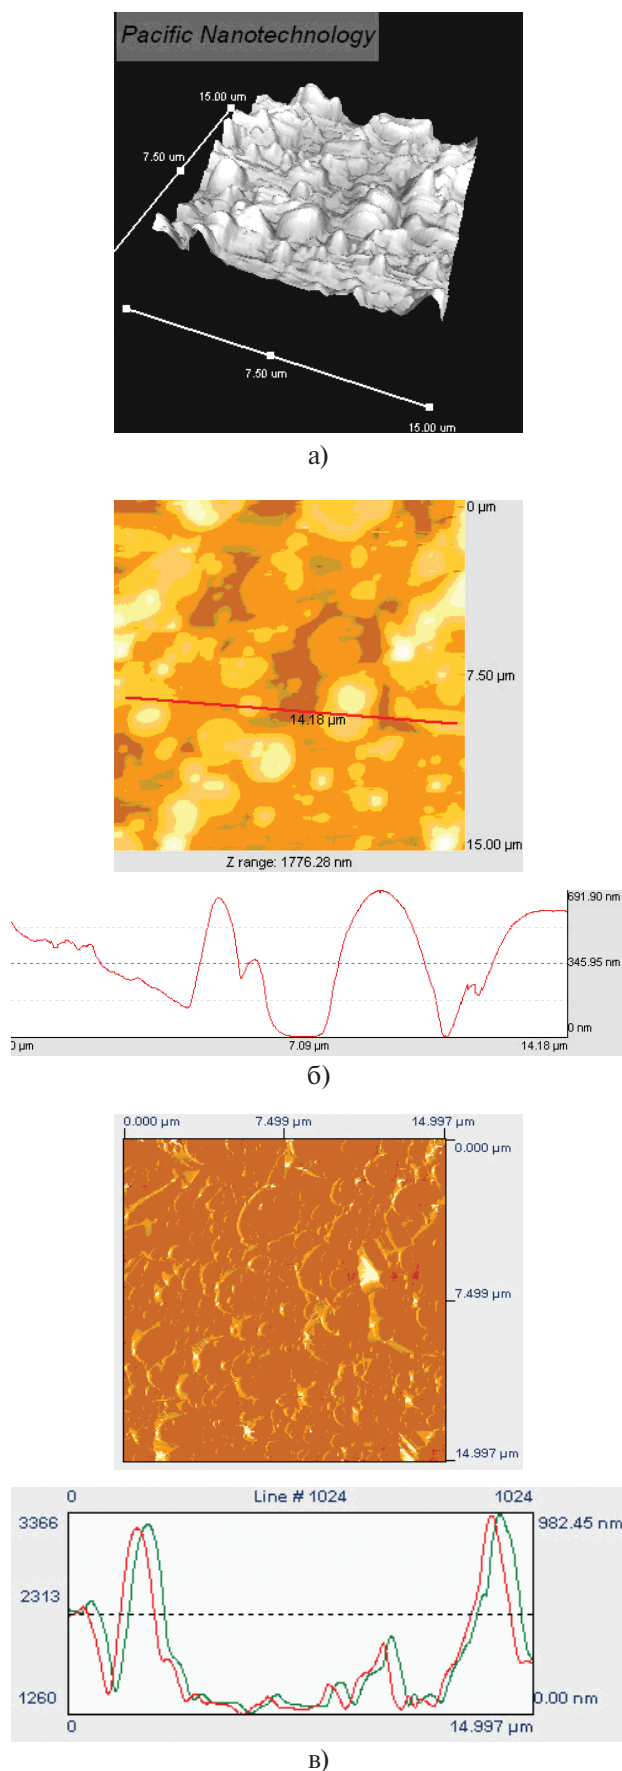 Pacific Nanotechnology
15.00 um
7.50 um
7.50 um
15.00 um
а)
0 µm
7.50 µm
14.18 µm
15.00 µm
Z range: 1776.28 nm
691.90 nm
345.95 nm
0 nm
0 µm 7.09 µm 14.18 µm
б)
0.000 µm 7.499 µm 14.997 µm
0.000 µm
7.499 µm
14.997 µm
0 Line # 1024 1024
3366 982.45 nm
2313
1260 0.00 nm
0 14.997 µm
в)